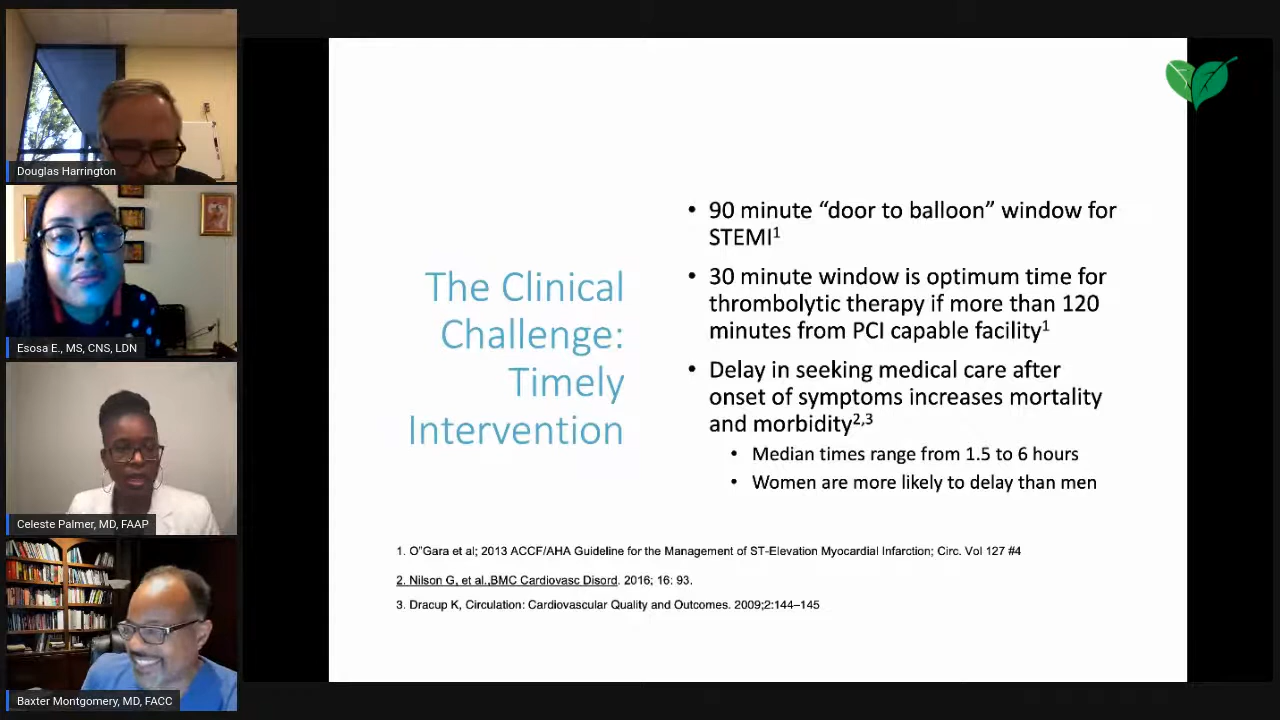 Douglas Harrington
Esosa E., MS, CNS, LDN
Celeste Palmer, MD, FAAP
Baxter Montgomery, MD, FACC
The Clinical
Challenge:
Timely
Intervention
• 90 minute “door to balloon” window for
STEMI¹
• 30 minute window is optimum time for
thrombolytic therapy if more than 120
minutes from PCI capable facility¹
• Delay in seeking medical care after
onset of symptoms increases mortality
and morbidity²,³
• Median times range from 1.5 to 6 hours
• Women are more likely to delay than men
1. O"Gara et al; 2013 ACCF/AHA Guideline for the Management of ST-Elevation Myocardial Infarction; Circ. Vol 127 #4
2. Nilson G, et al.,BMC Cardiovasc Disord. 2016; 16: 93.
3. Dracup K, Circulation: Cardiovascular Quality and Outcomes. 2009;2:144–145